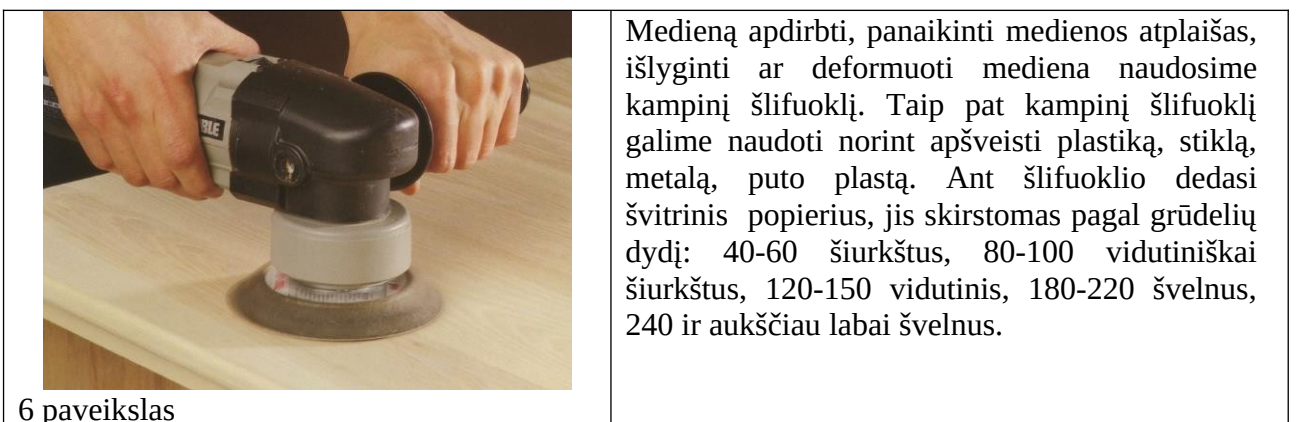 BLE
6 paveikslas
Medieną apdirbti, panaikinti medienos atplaišas,
išlyginti ar deformuoti mediena naudosime
kampinį šlifuoklį. Taip pat kampinį šlifuoklį
galime naudoti norint apšveisti plastiką, stiklą,
metalą, puto plastą. Ant šlifuoklio dedasi
švitrinis popierius, jis skirstomas pagal grūdelių
dydį: 40-60 šiurkštus, 80-100 vidutiniškai
šiurkštus, 120-150 vidutinis, 180-220 švelnus,
240 ir aukščiau labai švelnus.